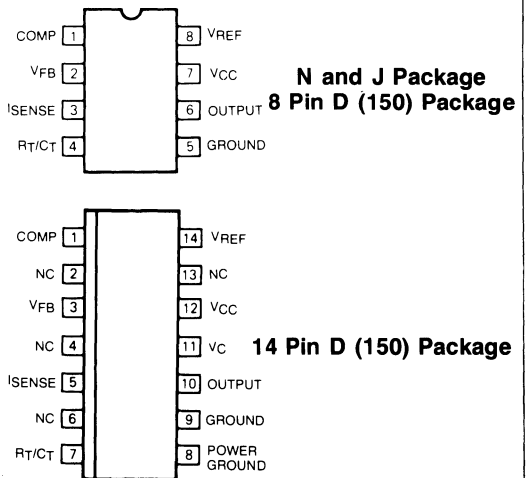 COMP 1 8 VREF
VFB 2 7 VCC
ISENSE 3 6 OUTPUT
RT/CT 4 5 GROUND
N and J Package
8 Pin D (150) Package
COMP 1 14 VREF
NC 2 13 NC
VFB 3 12 VCC
NC 4 11 VC
ISENSE 5 10 OUTPUT
NC 6 9 GROUND
RT/CT 7 8 POWER
GROUND
14 Pin D (150) Package